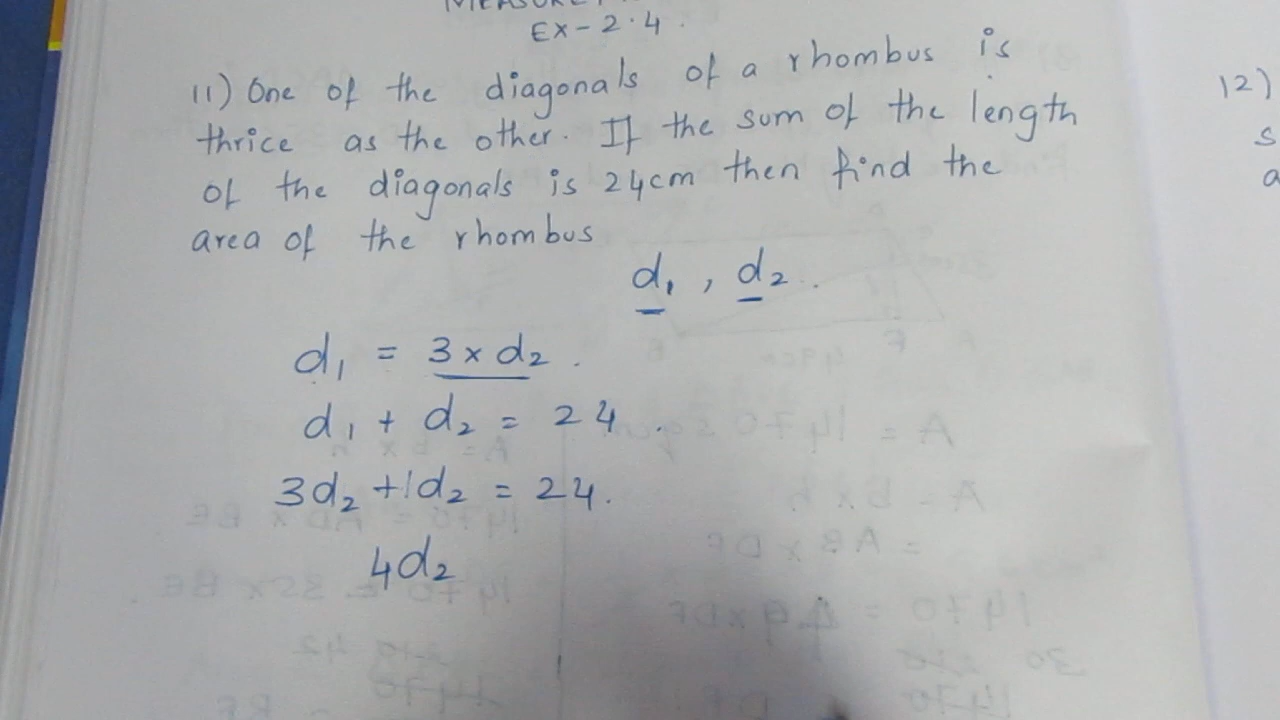 Ex-2.4.
11) One of the diagonals of a rhombus is
thrice as the other. If the sum of the length
of the diagonals is 24cm then find the
area of the rhombus
d₁, d₂.
d₁ = 3 x d₂.
d₁ + d₂ = 24.
3d₂ + 1d₂ = 24.
4d₂
12)
s
a